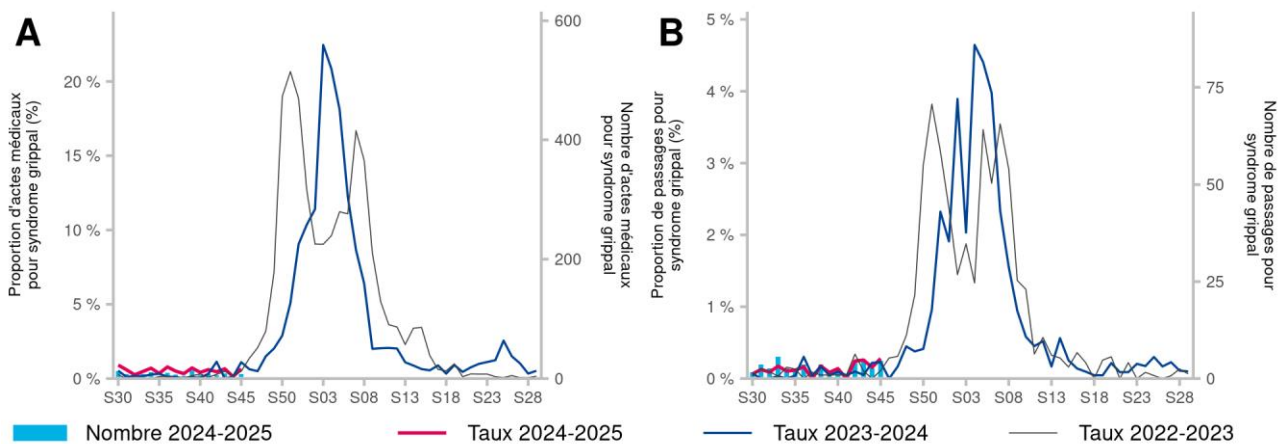 A
Proportion d'actes médicaux
pour syndrome grippal (%)
20 %
15 %
10 %
5 %
0 %
600
400
200
0
Nombre d'actes médicaux
pour syndrome grippal
S30
S35
S40
S45
S50
S03
S08
S13
S18
S23
S28
B
Proportion de passages pour
syndrome grippal (%)
5 %
4 %
3 %
2 %
1 %
0 %
75
50
25
0
Nombre de passages pour
syndrome grippal
S30
S35
S40
S45
S50
S03
S08
S13
S18
S23
S28
Nombre 2024-2025
Taux 2024-2025
Taux 2023-2024
Taux 2022-2023